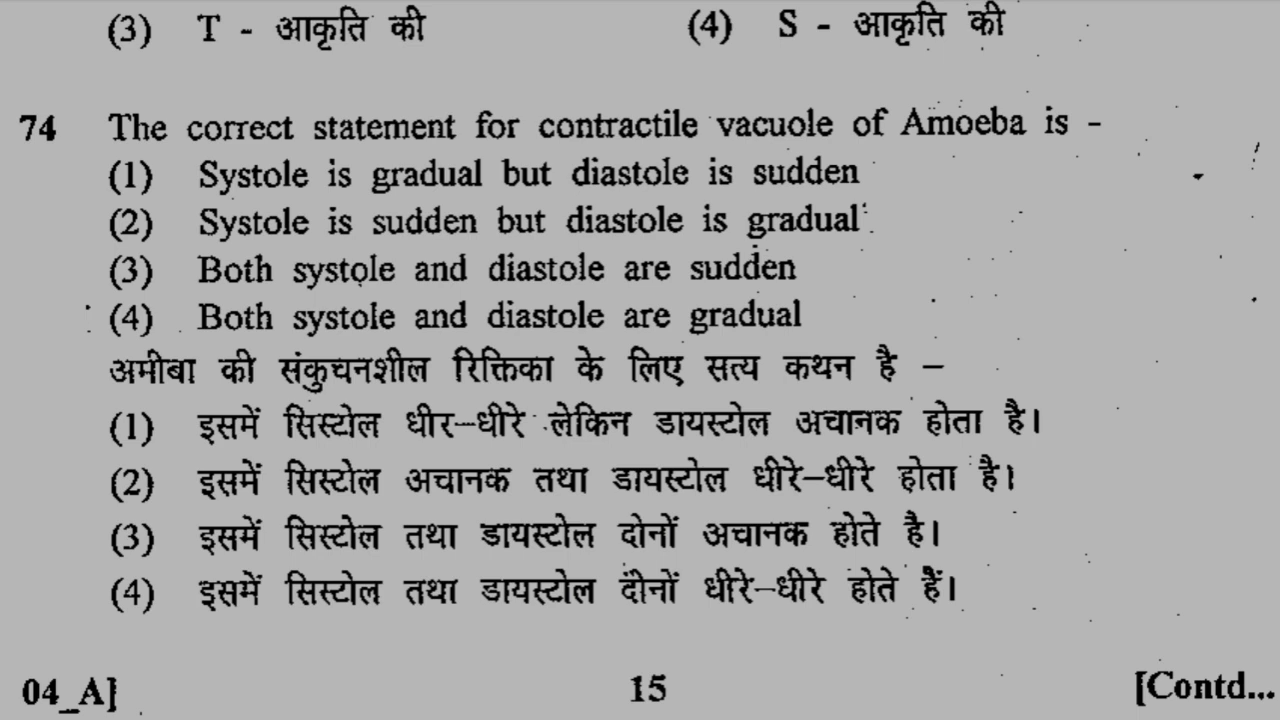 (3) T - आकृति की (4) S - आकृति की
74 The correct statement for contractile vacuole of Amoeba is -
(1) Systole is gradual but diastole is sudden
(2) Systole is sudden but diastole is gradual
(3) Both systole and diastole are sudden
(4) Both systole and diastole are gradual
अमीबा की संकुचनशील रिक्तिका के लिए सत्य कथन है –
(1) इसमें सिस्टोल धीर–धीरे लेकिन डायस्टोल अचानक होता है।
(2) इसमें सिस्टोल अचानक तथा डायस्टोल धीरे–धीरे होता है।
(3) इसमें सिस्टोल तथा डायस्टोल दोनों अचानक होते है।
(4) इसमें सिस्टोल तथा डायस्टोल दोनों धीरे–धीरे होते हैं।
04_A] 15 [Contd...